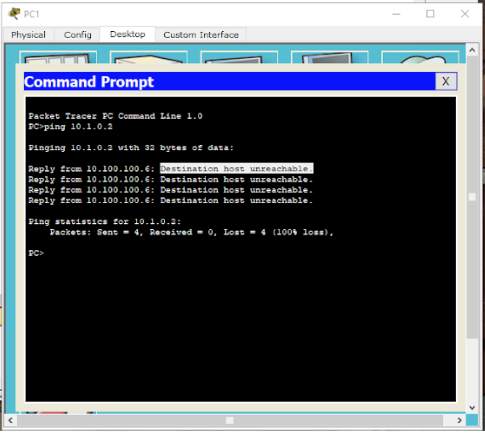 PC1
Physical Config Desktop Custom Interface
Command Prompt
X
Packet Tracer PC Command Line 1.0
PC>ping 10.1.0.2
Pinging 10.1.0.2 with 32 bytes of data:
Reply from 10.100.100.6: Destination host unreachable.
Reply from 10.100.100.6: Destination host unreachable.
Reply from 10.100.100.6: Destination host unreachable.
Reply from 10.100.100.6: Destination host unreachable.
Ping statistics for 10.1.0.2:
Packets: Sent = 4, Received = 0, Lost = 4 (100% loss),
PC>